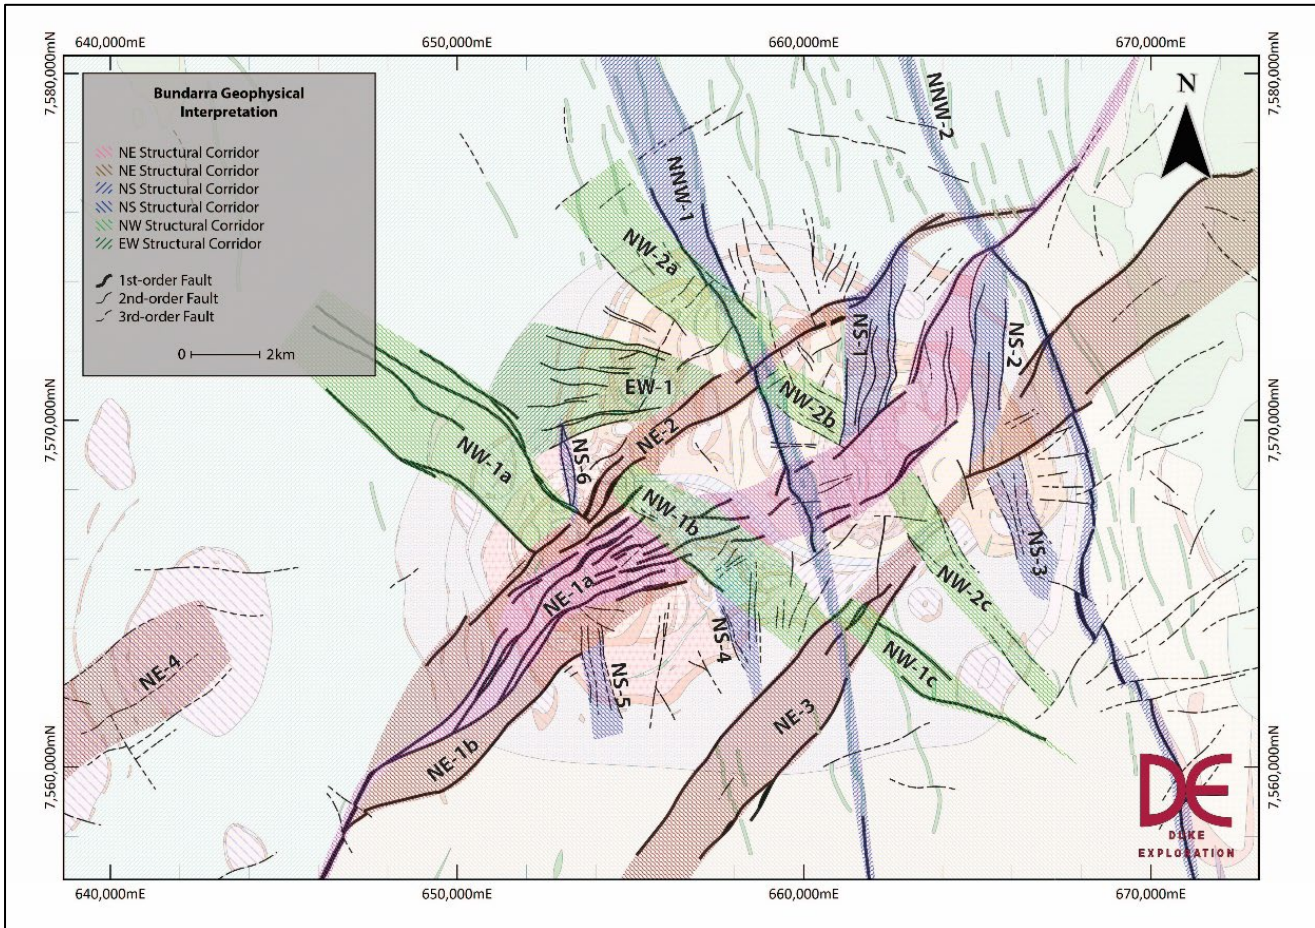 640,000mE
650,000mE
660,000mE
670,000mE
7,580,000mN
7,580,000mN
Bundarra Geophysical
Interpretation
NE Structural Corridor
NE Structural Corridor
NS Structural Corridor
NS Structural Corridor
NW Structural Corridor
EW Structural Corridor
1st-order Fault
2nd-order Fault
3rd-order Fault
0
2km
N
NNW-2
NNW-1
NW-2a
NS-1
NS-2
EW-1
NW-2b
7,570,000mN
7,570,000mN
NE-2
NW-1a
NS-6
NW-1b
NS-3
NE-1a
NW-2c
NS-4
NE-4
NW-1c
NS-5
NE-3
NE-1b
7,560,000mN
7,560,000mN
DE
DUKE
EXPLORATION
640,000mE
650,000mE
660,000mE
670,000mE